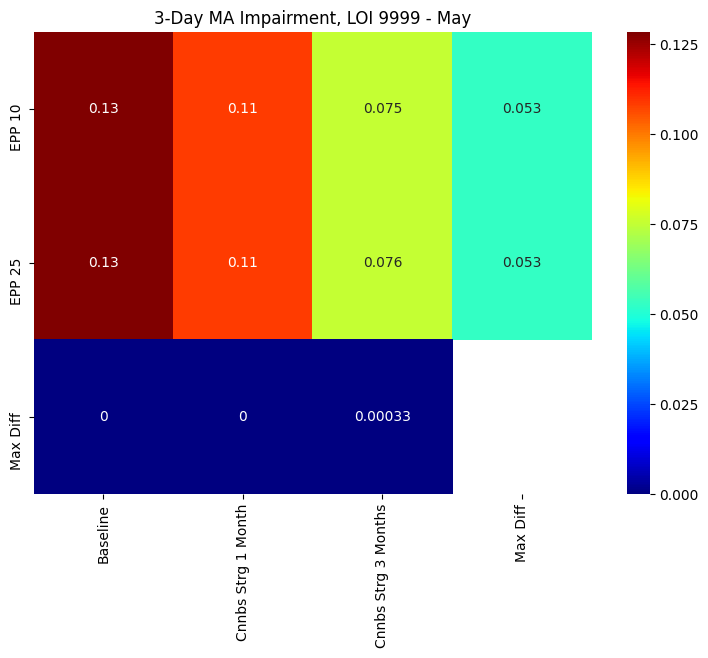 3-Day MA Impairment, LOI 9999 - May
EPP 10
0.13 0.11 0.075 0.053
EPP 25
0.13 0.11 0.076 0.053
Max Diff
0 0 0.00033
Baseline
Cnnbs Strg 1 Month
Cnnbs Strg 3 Months
Max Diff
0.125
0.100
0.075
0.050
0.025
0.000